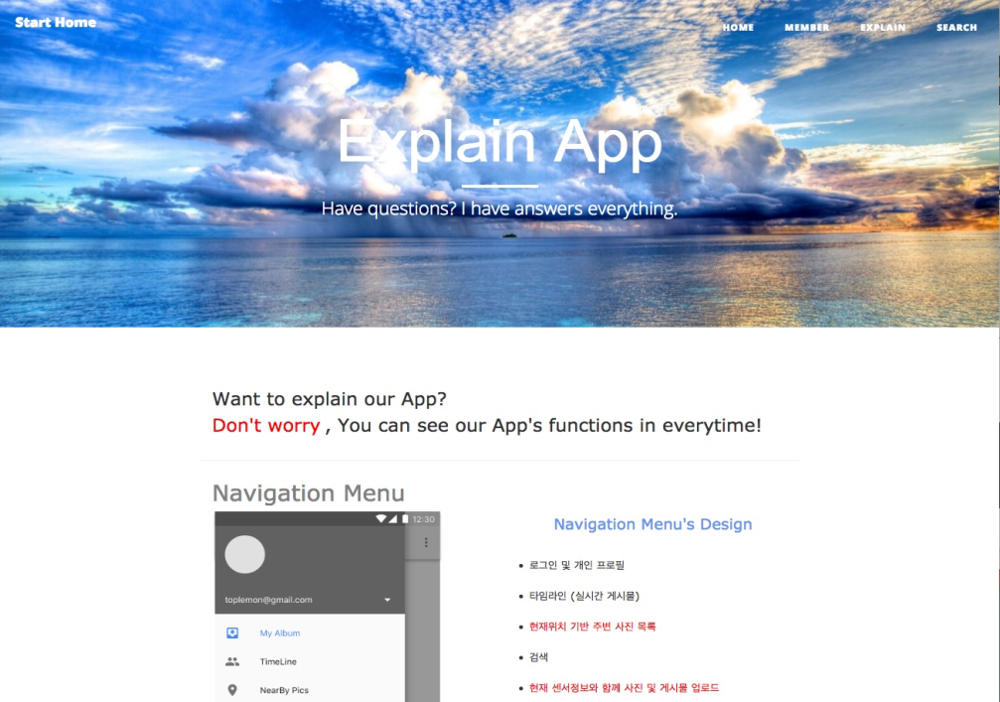 Start Home
HOME MEMBER EXPLAIN SEARCH
Explain App
Have questions? I have answers everything.
Want to explain our App?
Don't worry , You can see our App's functions in everytime!
Navigation Menu
12:30
toplemon@gmail.com
My Album
TimeLine
NearBy Pics
Navigation Menu's Design
로그인 및 개인 프로필
타임라인 (실시간 게시물)
현재위치 기반 주변 사진 목록
검색
현재 센서정보와 함께 사진 및 게시물 업로드